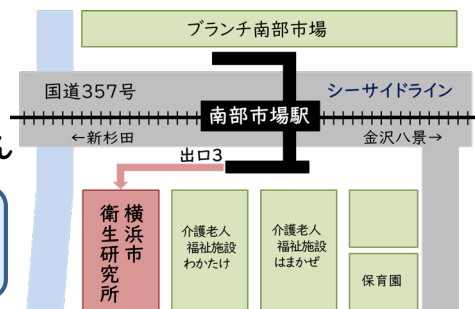 ブランチ南部市場
国道357号
シーサイドライン
南部市場駅
←新杉田
金沢八景→
ん
出口3
横浜市
衛生研究所
介護老人
福祉施設
わかたけ
介護老人
福祉施設
はまかぜ
保育園